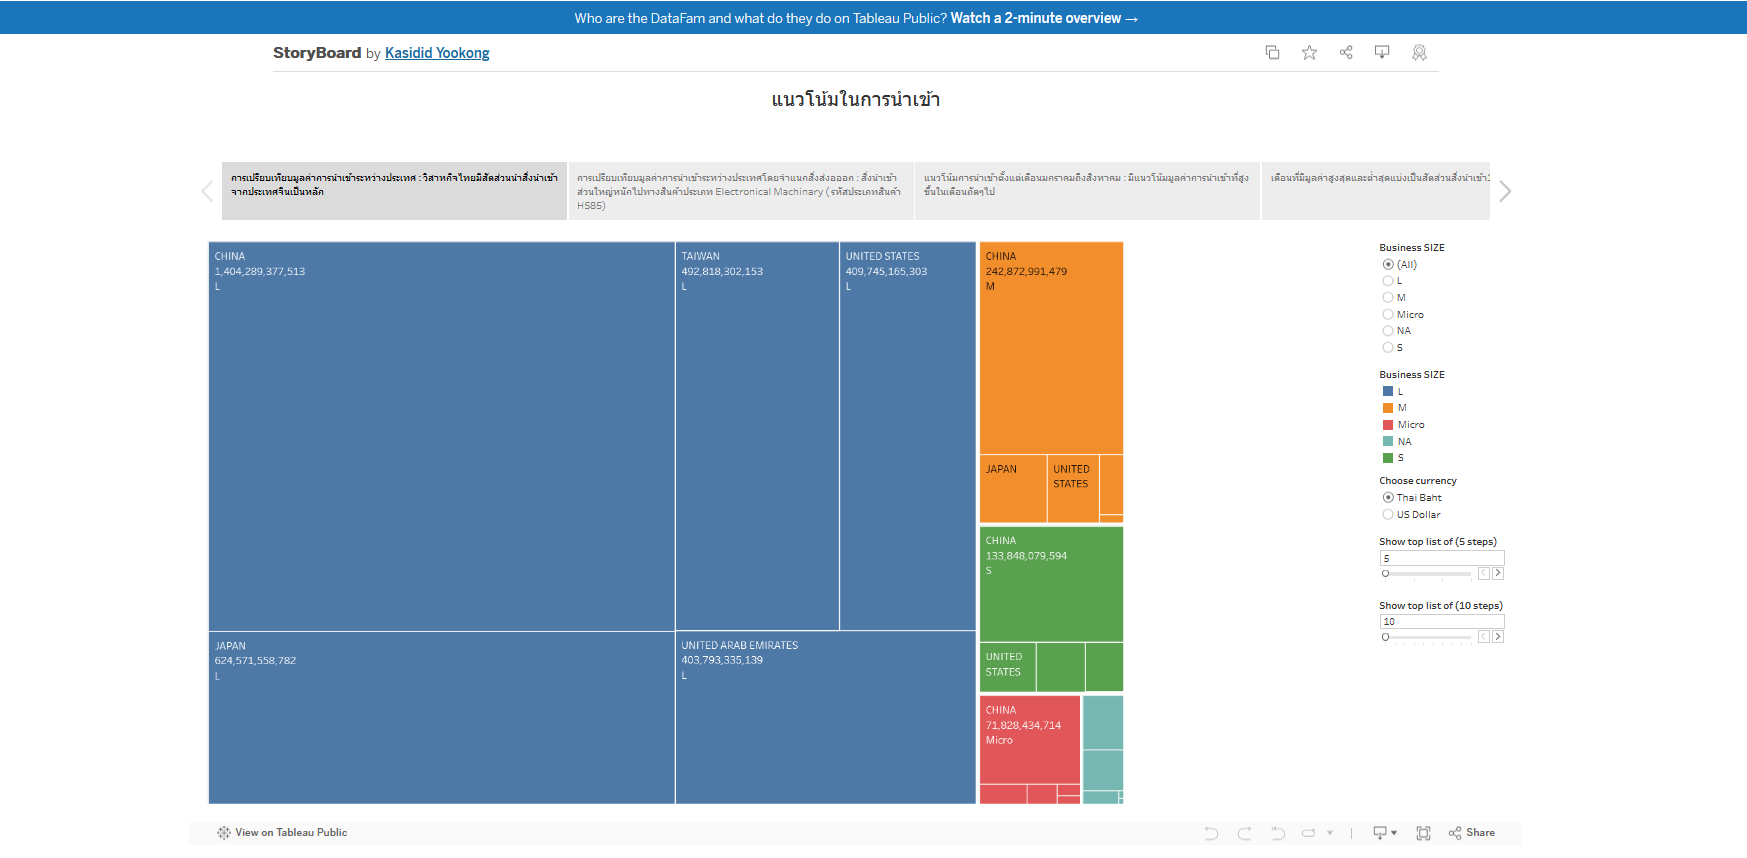 Who are the DataFam and what do they do on Tableau Public? Watch a 2-minute overview →
StoryBoard by Kasidid Yookong
แนวโน้มในการนำเข้า
การเปรียบเทียบมูลค่าการนำเข้าระหว่างประเทศ : วิสาหกิจไทยมีสัดส่วนนำสั่งนำเข้า
จากประเทศจีนเป็นหลัก
การเปรียบเทียบมูลค่าการนำเข้าระหว่างประเทศโดยจำแนกสิ่งส่งอออก : สั่งนำเข้า
ส่วนใหญ่หนักไปทางสินค้าประเภท Electronical Machinary ( รหัสประเภทสินค้า
HS85)
แนวโน้มการนำเข้าตั้งแต่เดือนมกราคมถึงสิงหาคม : มีแนวโน้มมูลค่าการนำเข้าที่สูง
ขึ้นในเดือนถัดๆไป
เดือนที่มีมูลค่าสูงสุดและต่ำสุดแบ่งเป็นสัดส่วนสิ่งนำเข้า
CHINA
1,404,289,377,513
L
TAIWAN
492,818,302,153
L
UNITED STATES
409,745,165,303
L
JAPAN
624,571,558,782
L
UNITED ARAB EMIRATES
403,793,335,139
L
CHINA
242,872,991,479
M
JAPAN
UNITED
STATES
CHINA
133,848,079,594
S
UNITED
STATES
CHINA
71,828,434,714
Micro
Business SIZE
(All)
L
M
Micro
NA
S
Business SIZE
L
M
Micro
NA
S
Choose currency
Thai Baht
US Dollar
Show top list of (5 steps)
5
Show top list of (10 steps)
10
View on Tableau Public
Share